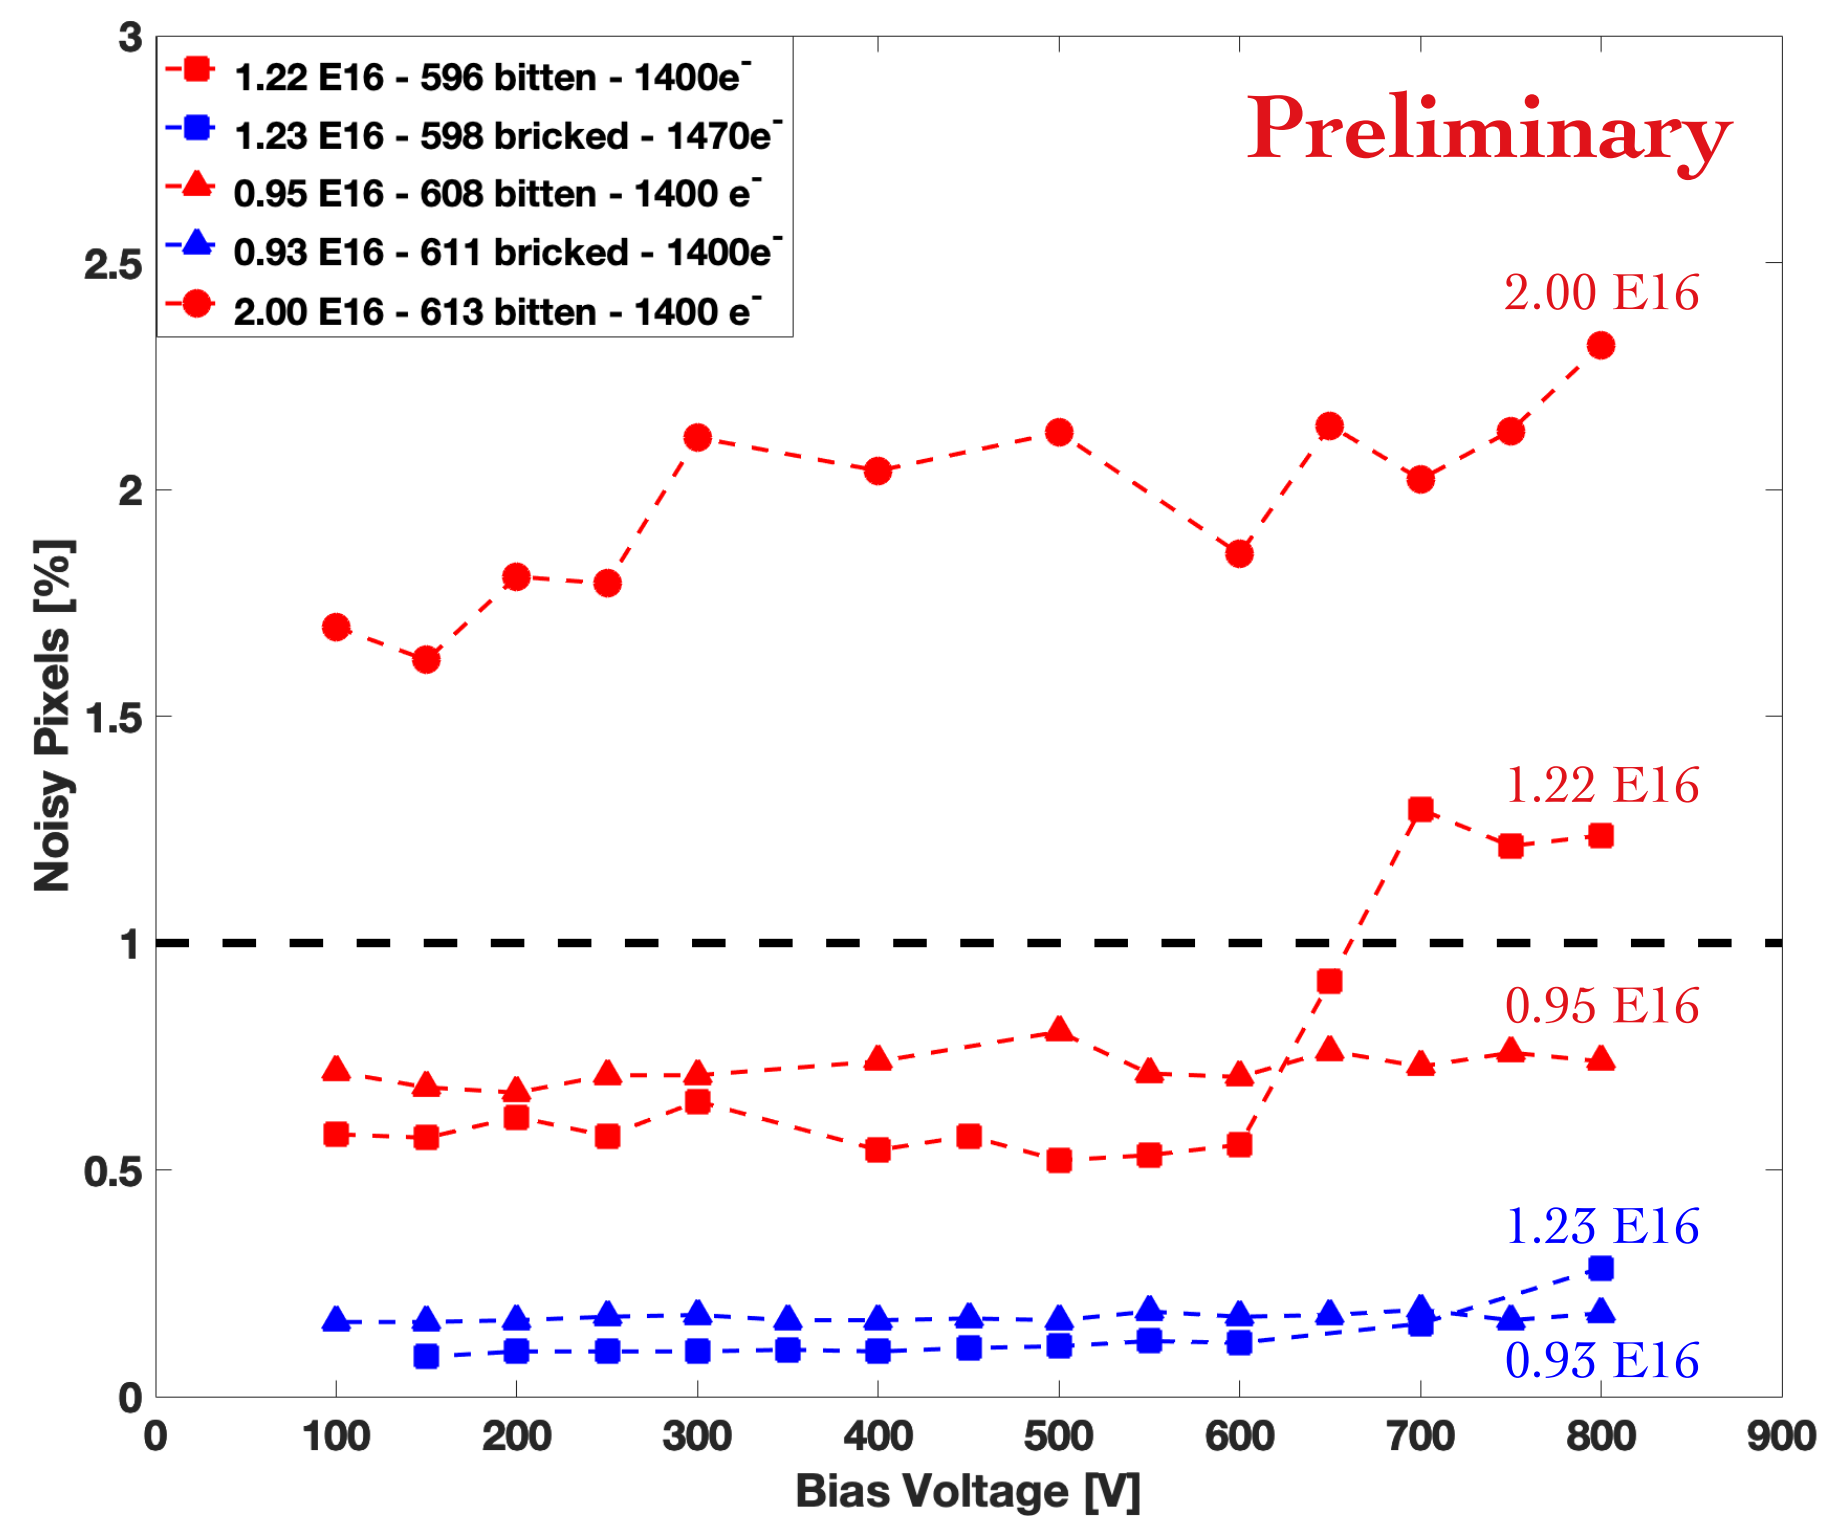 3
1.22 E16 - 596 bitten - 1400e-
1.23 E16 - 598 bricked - 1470e-
0.95 E16 - 608 bitten - 1400 e-
0.93 E16 - 611 bricked - 1400e-
2.00 E16 - 613 bitten - 1400 e-
Preliminary
2.5
2.00 E16
2
1.5
1.22 E16
1
0.95 E16
0.5
1.23 E16
0.93 E16
0
Noisy Pixels [%]
0 100 200 300 400 500 600 700 800 900
Bias Voltage [V]